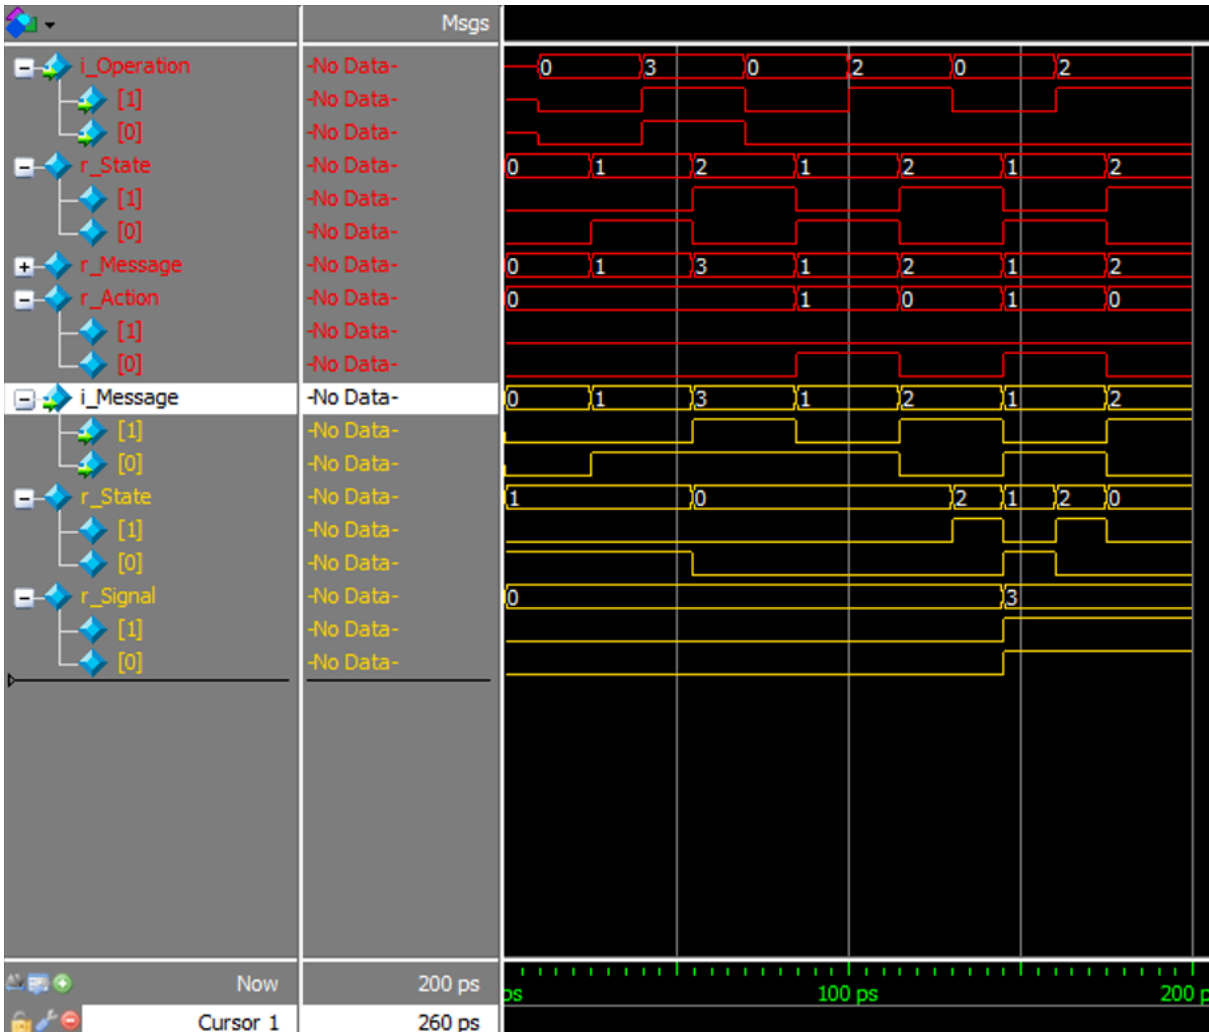 Msgs
i_Operation -No Data- 0 3 0 2 0 2
[1] -No Data-
[0] -No Data-
r_State -No Data- 0 1 2 1 2 1 2
[1] -No Data-
[0] -No Data-
r_Message -No Data- 0 1 3 1 2 1 2
r_Action -No Data- 0 1 0 1 0
[1] -No Data-
[0] -No Data-
i_Message -No Data- 0 1 3 1 2 1 2
[1] -No Data-
[0] -No Data-
r_State -No Data- 1 0 2 1 2 0
[1] -No Data-
[0] -No Data-
r_Signal -No Data- 0 3
[1] -No Data-
[0] -No Data-
Now 200 ps ps 100 ps 200 p
Cursor 1 260 ps